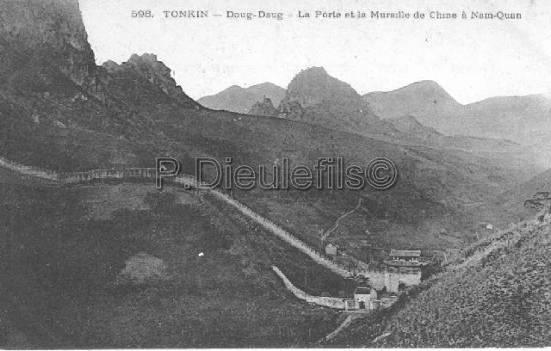 598. TONKIN - Doug-Daug - La Porte et la Muraille de Chine à Nam-Quan
P. Dieulefils ©